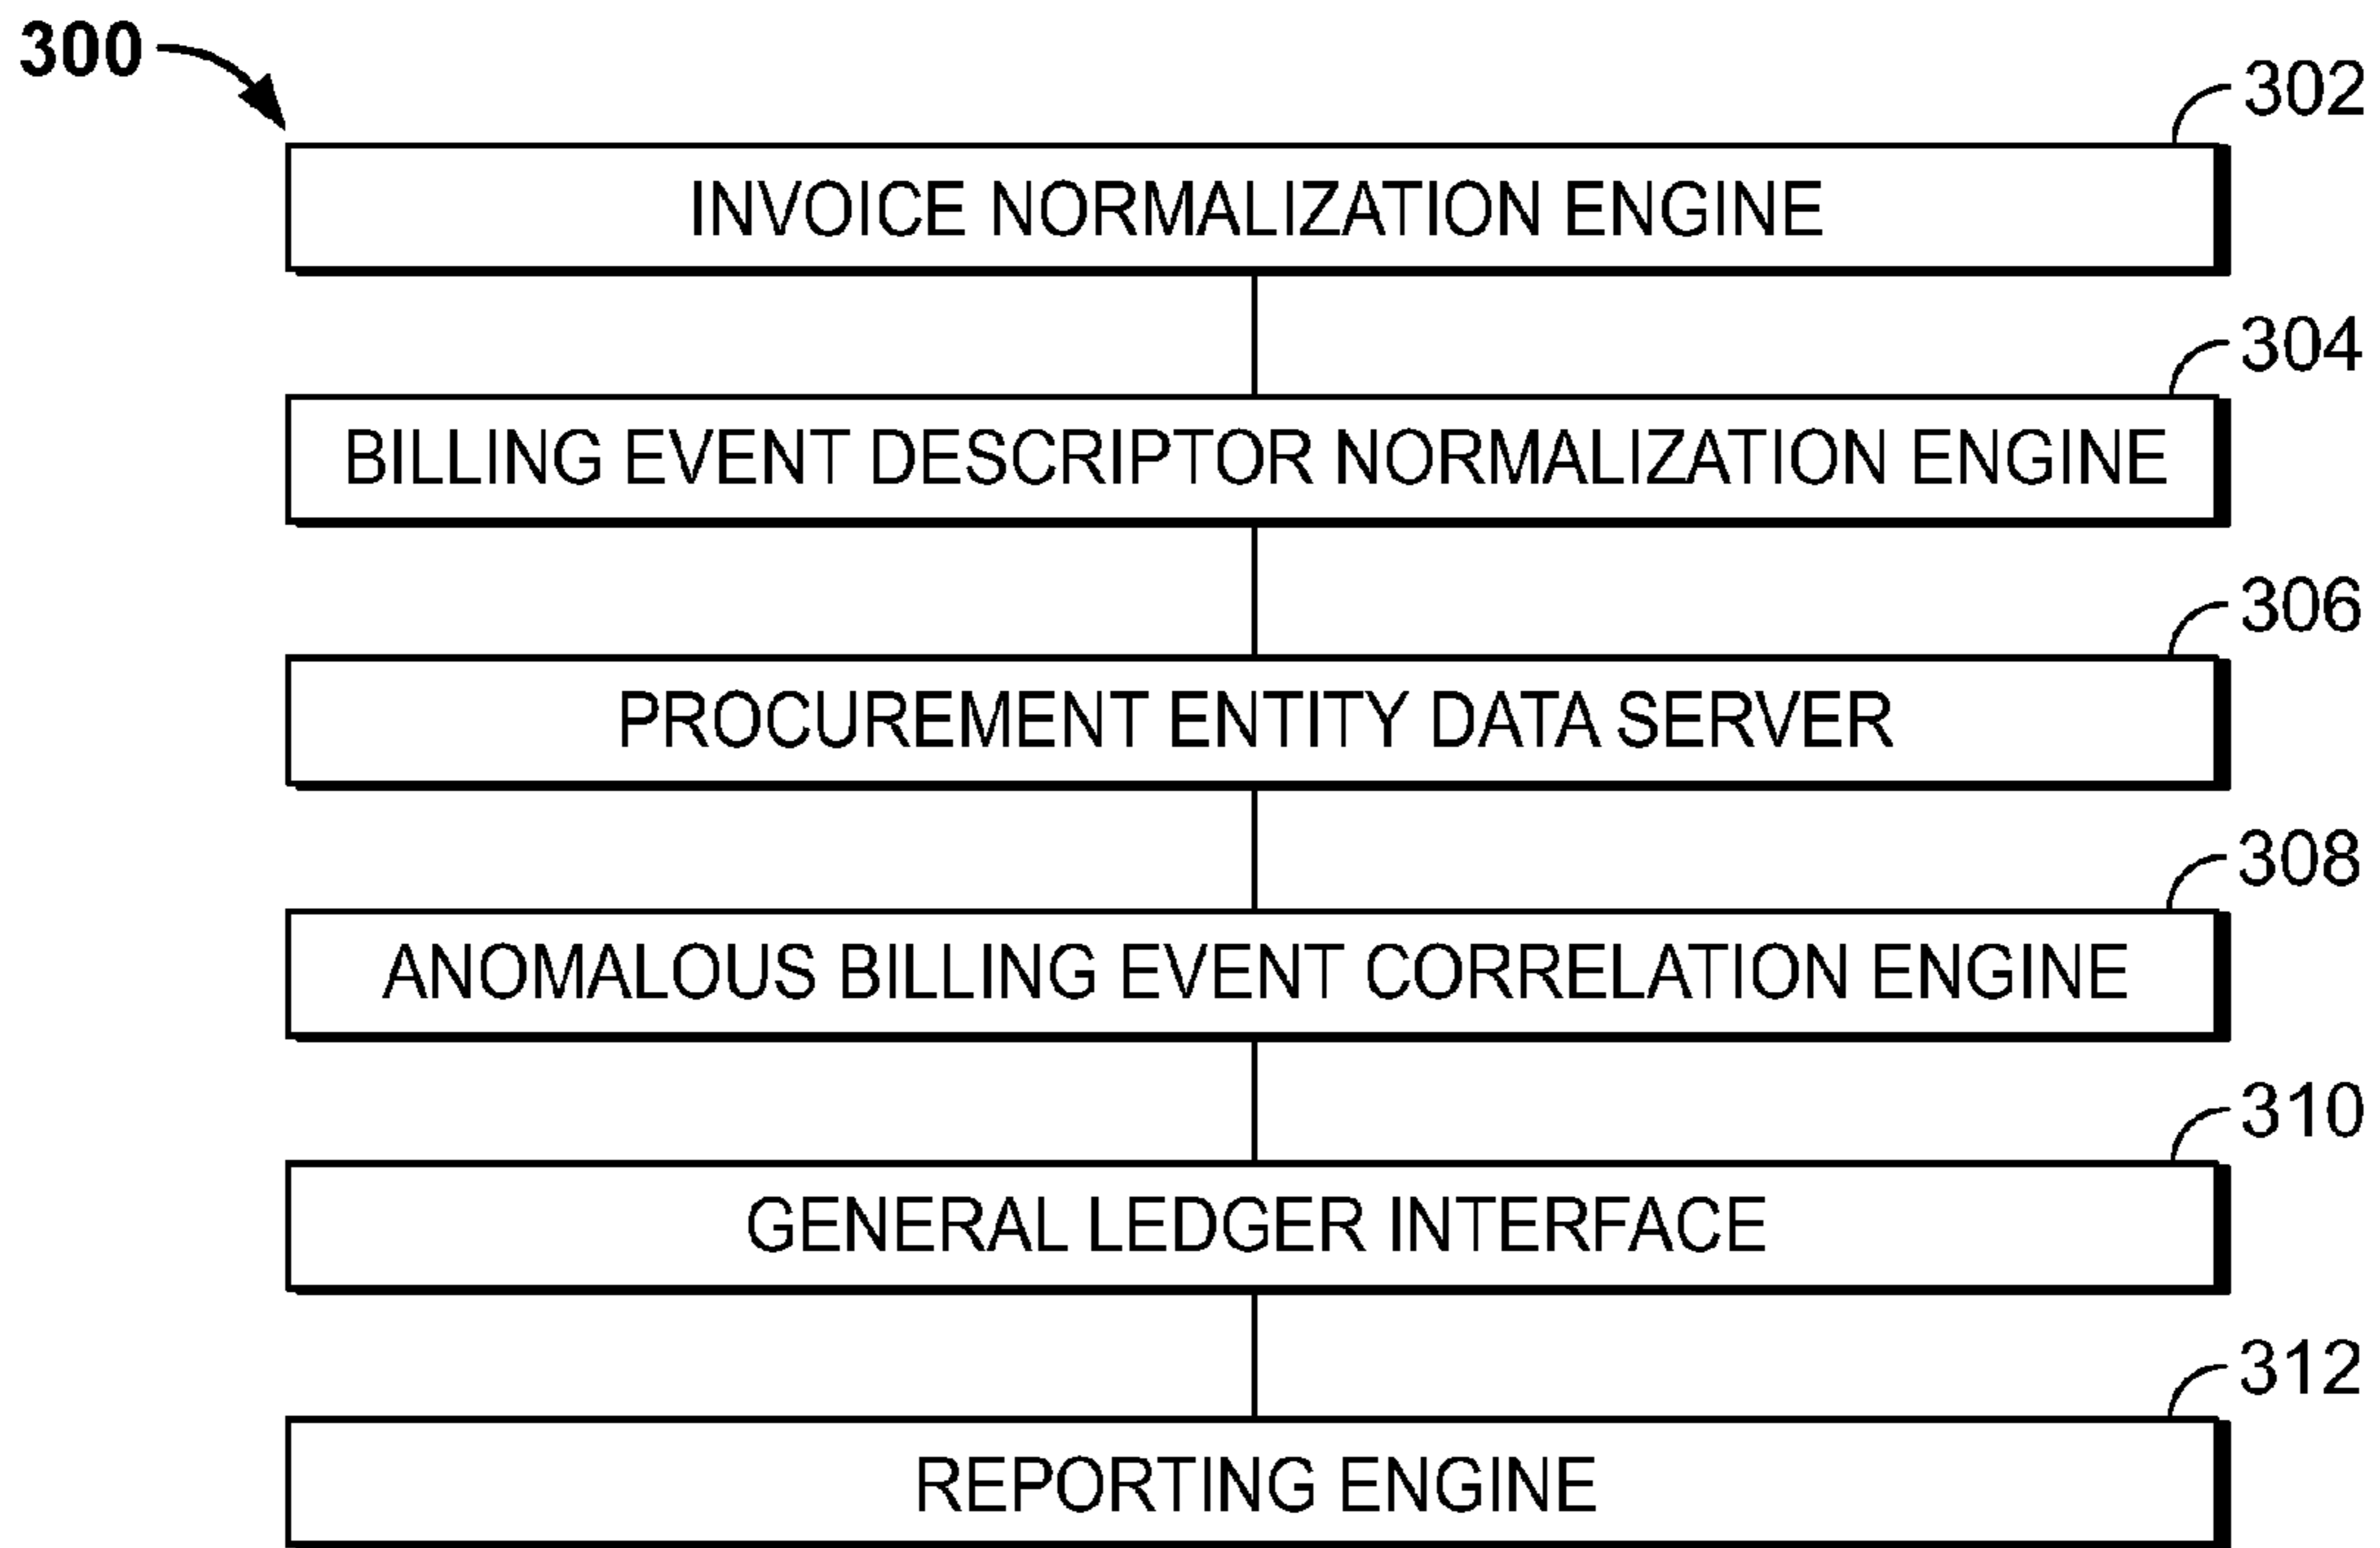 300
302
INVOICE NORMALIZATION ENGINE
304
BILLING EVENT DESCRIPTOR NORMALIZATION ENGINE
306
PROCUREMENT ENTITY DATA SERVER
308
ANOMALOUS BILLING EVENT CORRELATION ENGINE
310
GENERAL LEDGER INTERFACE
312
REPORTING ENGINE